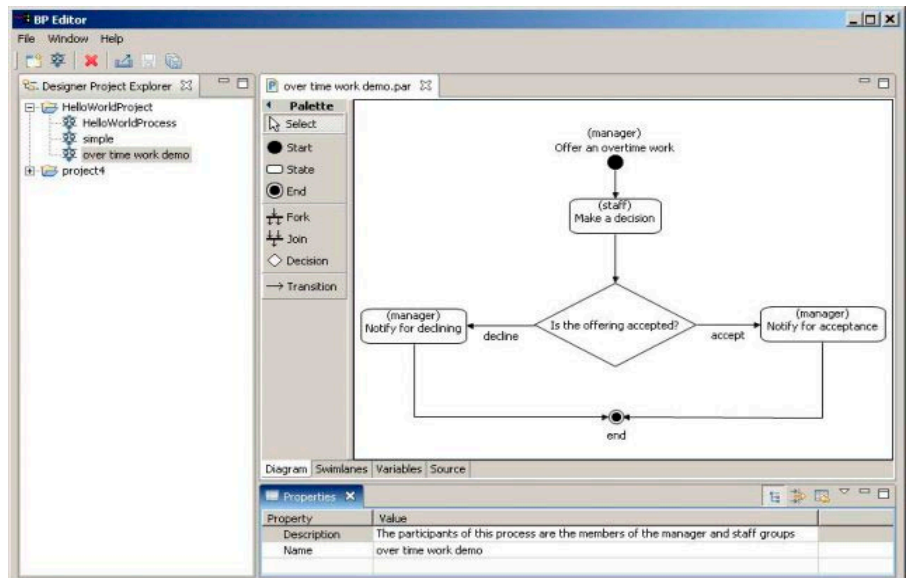 BP Editor
File Window Help
Designer Project Explorer
HelloWorldProject
HelloWorldProcess
simple
over time work demo
project4
over time work demo.par
Palette
Select
Start
State
End
Fork
Join
Decision
Transition
(manager)
Offer an overtime work
(staff)
Make a decision
Is the offering accepted?
(manager)
Notify for declining
decline
accept
(manager)
Notify for acceptance
end
Diagram Swimlanes Variables Source
Properties
Property Value
Description The participants of this process are the members of the manager and staff groups
Name over time work demo